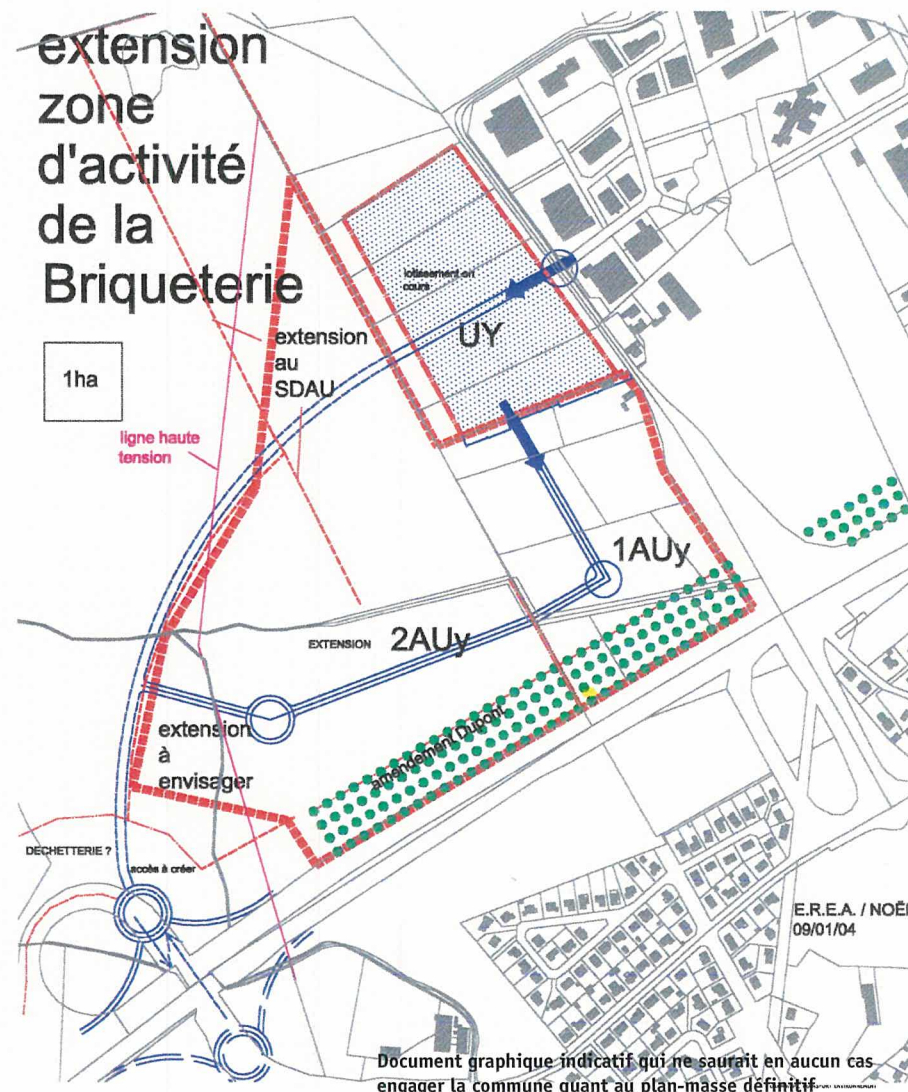 extension
zone
d'activité
de la
Briqueterie
1ha
extension
au
SDAU
ligne haute
tension
lotissement en
cours
UY
1AUy
EXTENSION
2AUy
extension
à
envisager
amendement Dupont
DECHETTERIE ?
accès à créer
E.R.E.A. / NOË
09/01/04
Document graphique indicatif qui ne saurait en aucun cas
engager la commune quant au plan-masse définitif